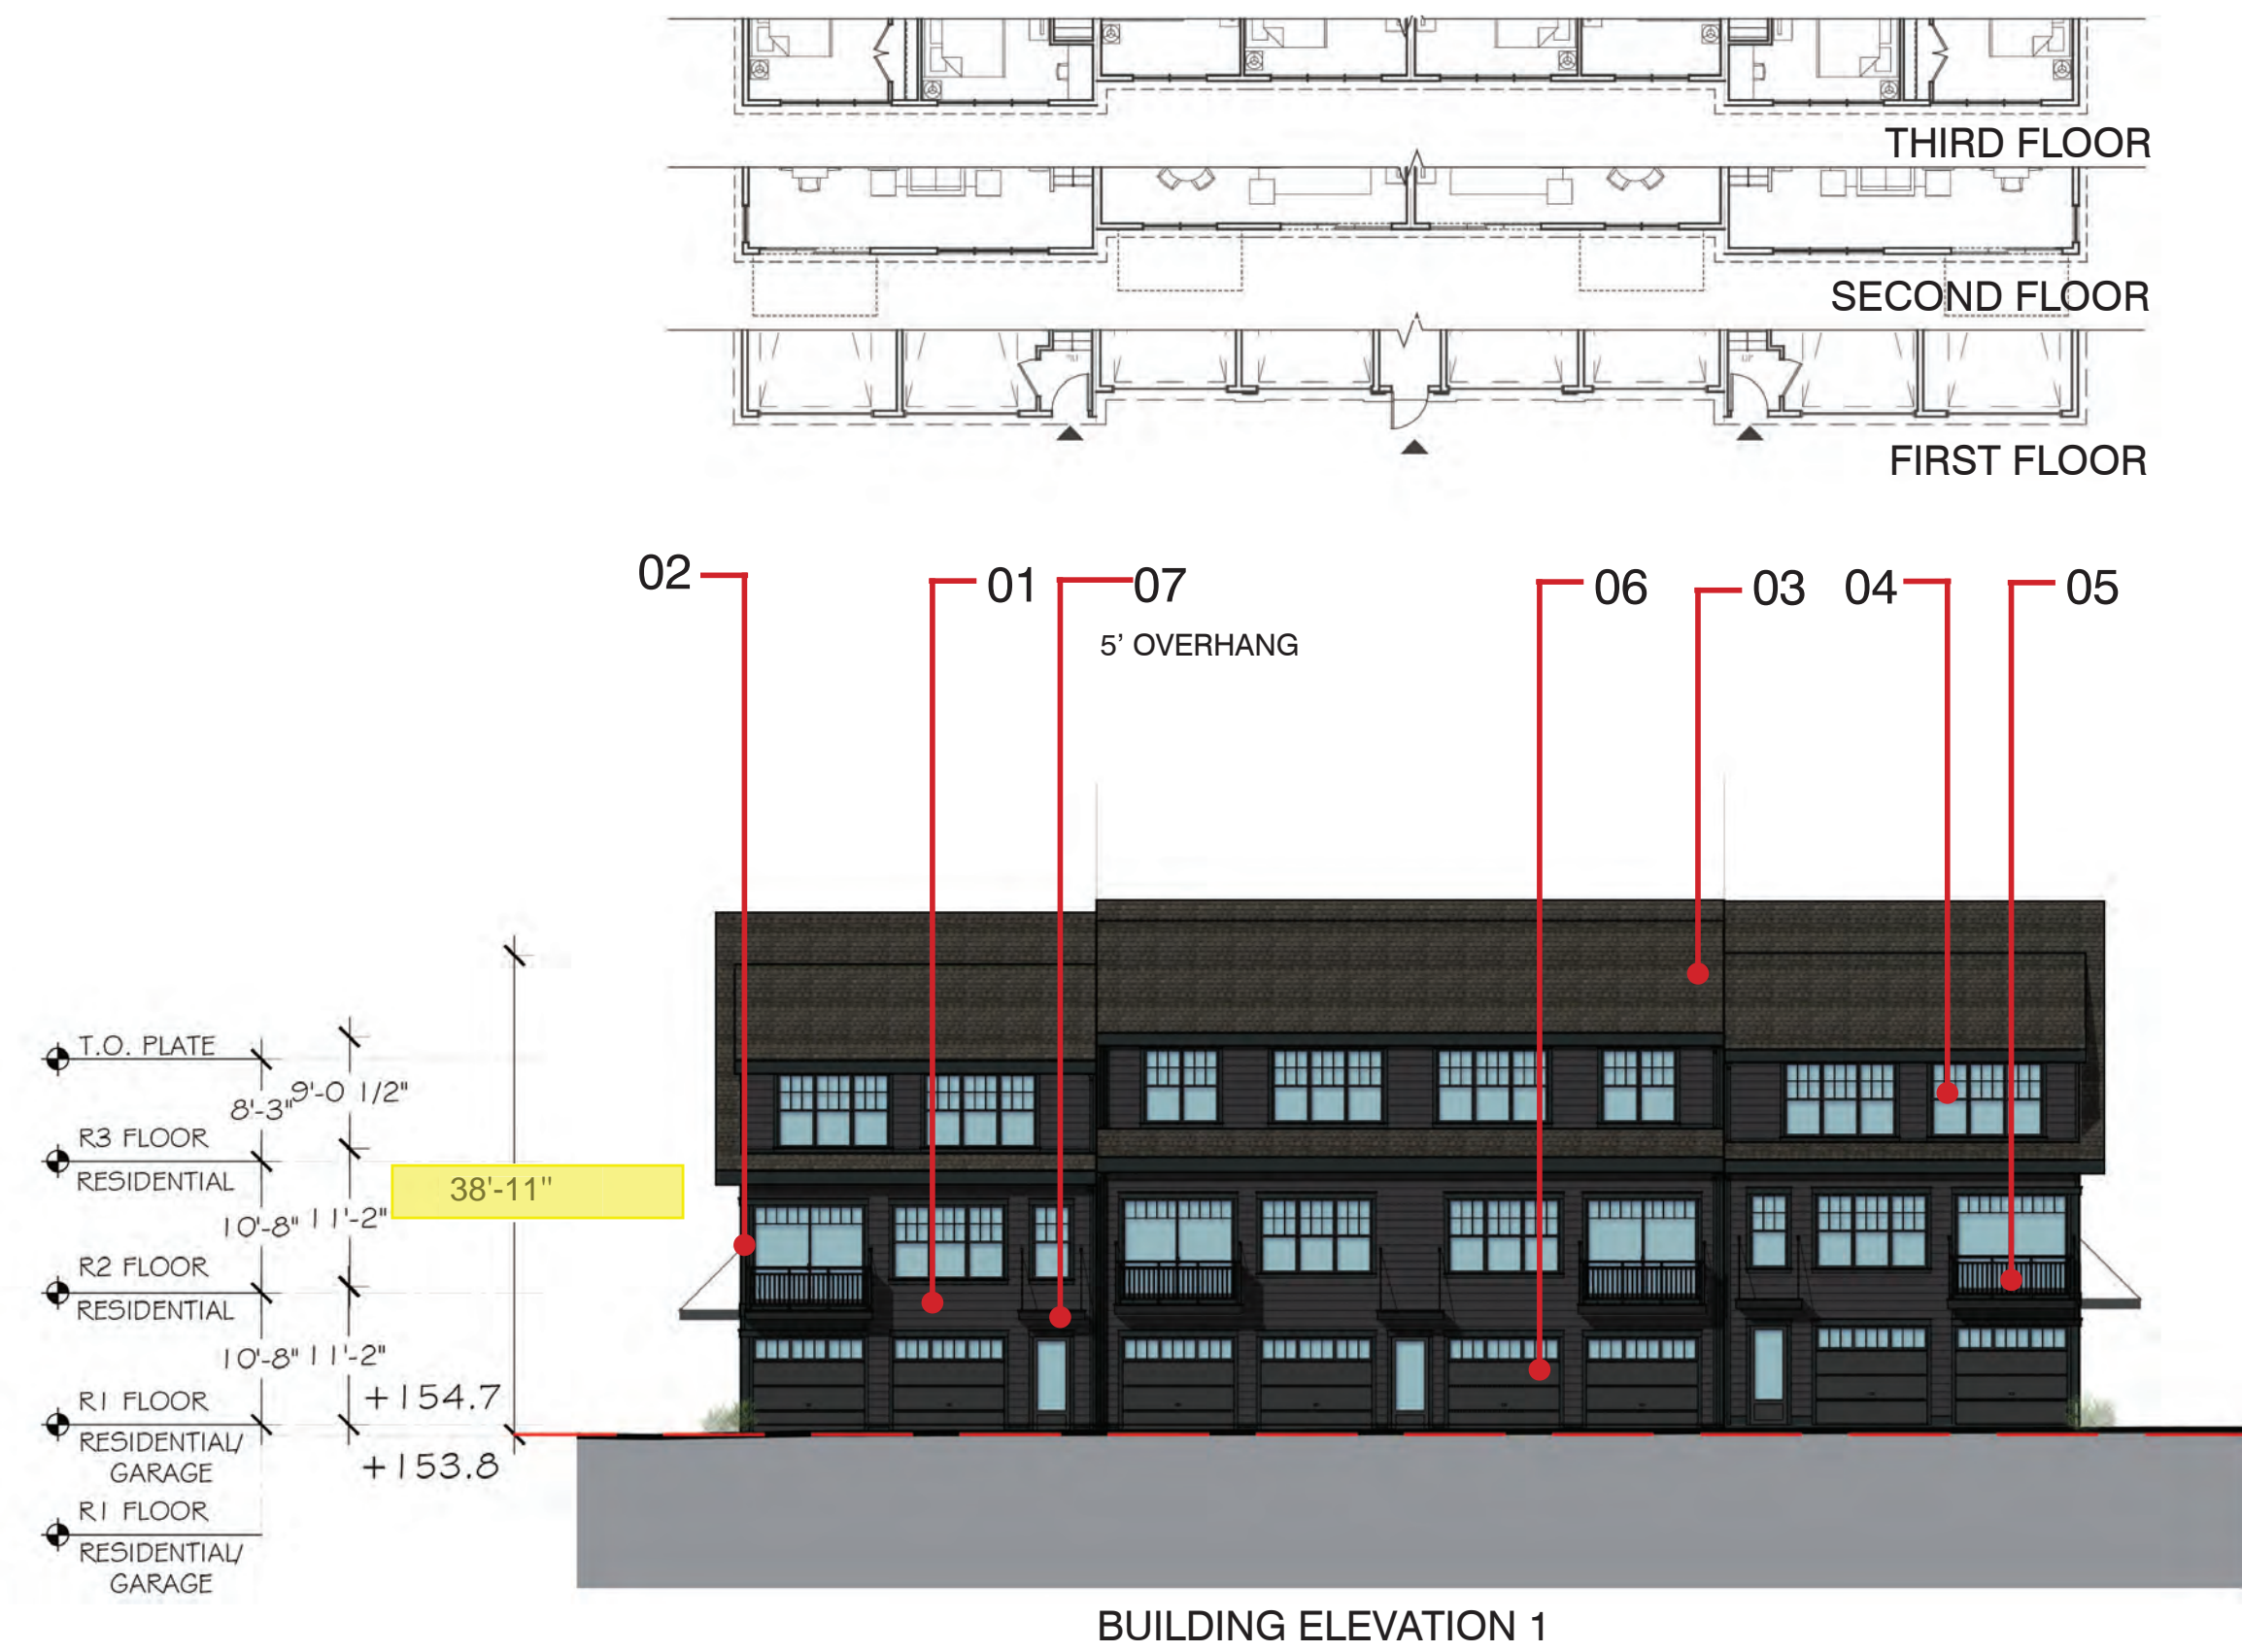 THIRD FLOOR
SECOND FLOOR
UP
FIRST FLOOR
02
01
07
06
03
04
05
5’ OVERHANG
T.O. PLATE
8'-3"
9'-0 1/2"
R3 FLOOR
RESIDENTIAL
38'-11"
10'-8"
11'-2"
R2 FLOOR
RESIDENTIAL
10'-8"
11'-2"
R1 FLOOR
RESIDENTIAL/
GARAGE
+154.7
+153.8
R1 FLOOR
RESIDENTIAL/
GARAGE
BUILDING ELEVATION 1